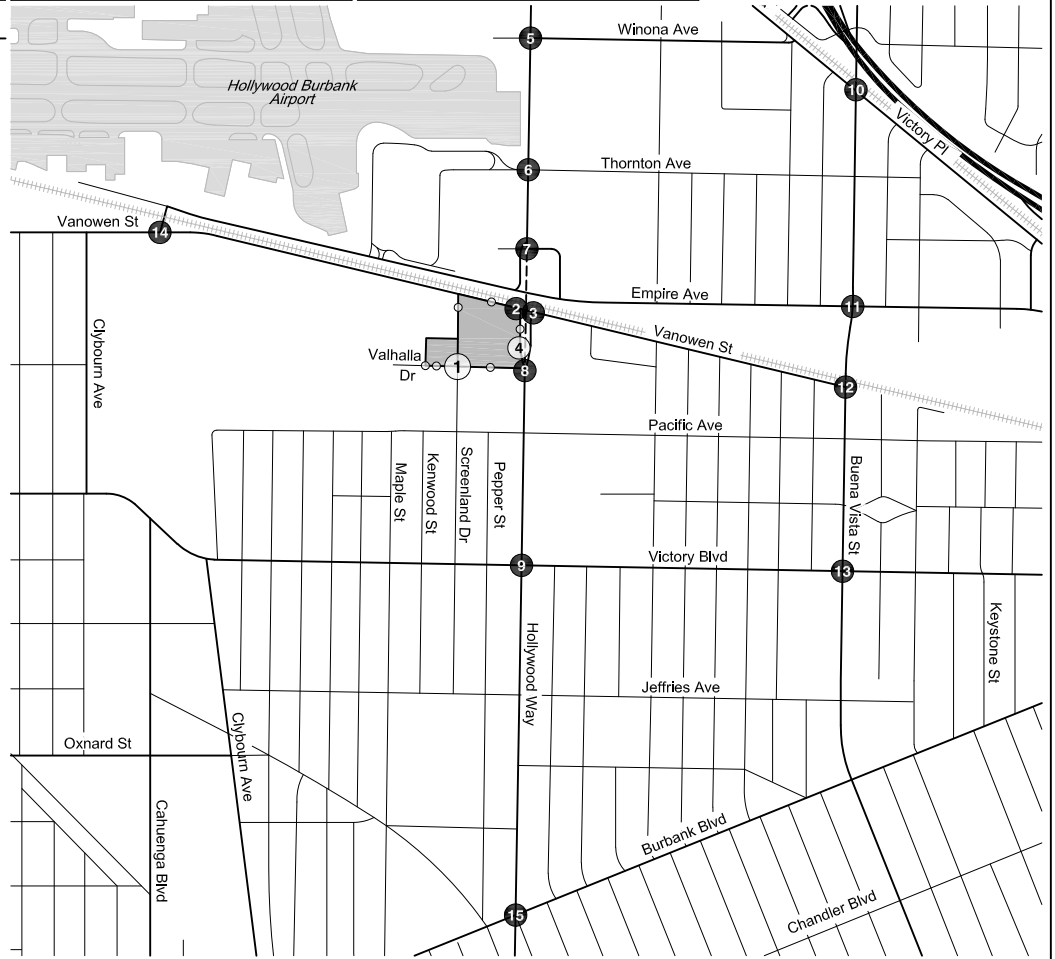 5
Winona Ave
Hollywood Burbank
Airport
10
Victory Pl
6
Thornton Ave
Vanowen St
14
7
Empire Ave
11
2
3
Vanowen St
4
Clybourn Ave
Valhalla
Dr
1
8
12
Pacific Ave
Maple St
Kenwood St
Screenland Dr
Pepper St
Buena Vista St
Victory Blvd
9
13
Hollywood Way
Keystone St
Jeffries Ave
Clybourn Ave
Oxnard St
Cahuenga Blvd
Burbank Blvd
Chandler Blvd
15